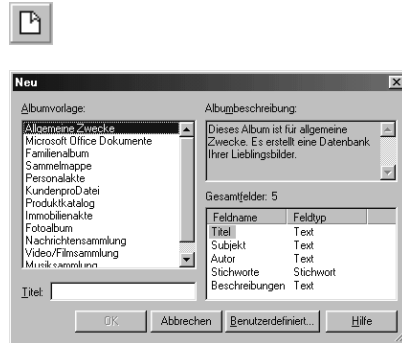 Neu
Albumvorlage:
Allgemeine Zwecke
Microsoft Office Dokumente
Familienalbum
Sammelmappe
Personalakte
KundenproDatei
Produktkatalog
Immobilienakte
Fotoalbum
Nachrichtensammlung
Video/Filmsammlung
Musiksammlung
Titel:
Albumbeschreibung:
Dieses Album ist für allgemeine
Zwecke. Es erstellt eine Datenbank
Ihrer Lieblingsbilder.
Gesamtfelder: 5
Feldname Feldtyp
Titel Text
Subjekt Text
Autor Text
Stichworte Stichwort
Beschreibungen Text
OK Abbrechen Benutzerdefiniert... Hilfe